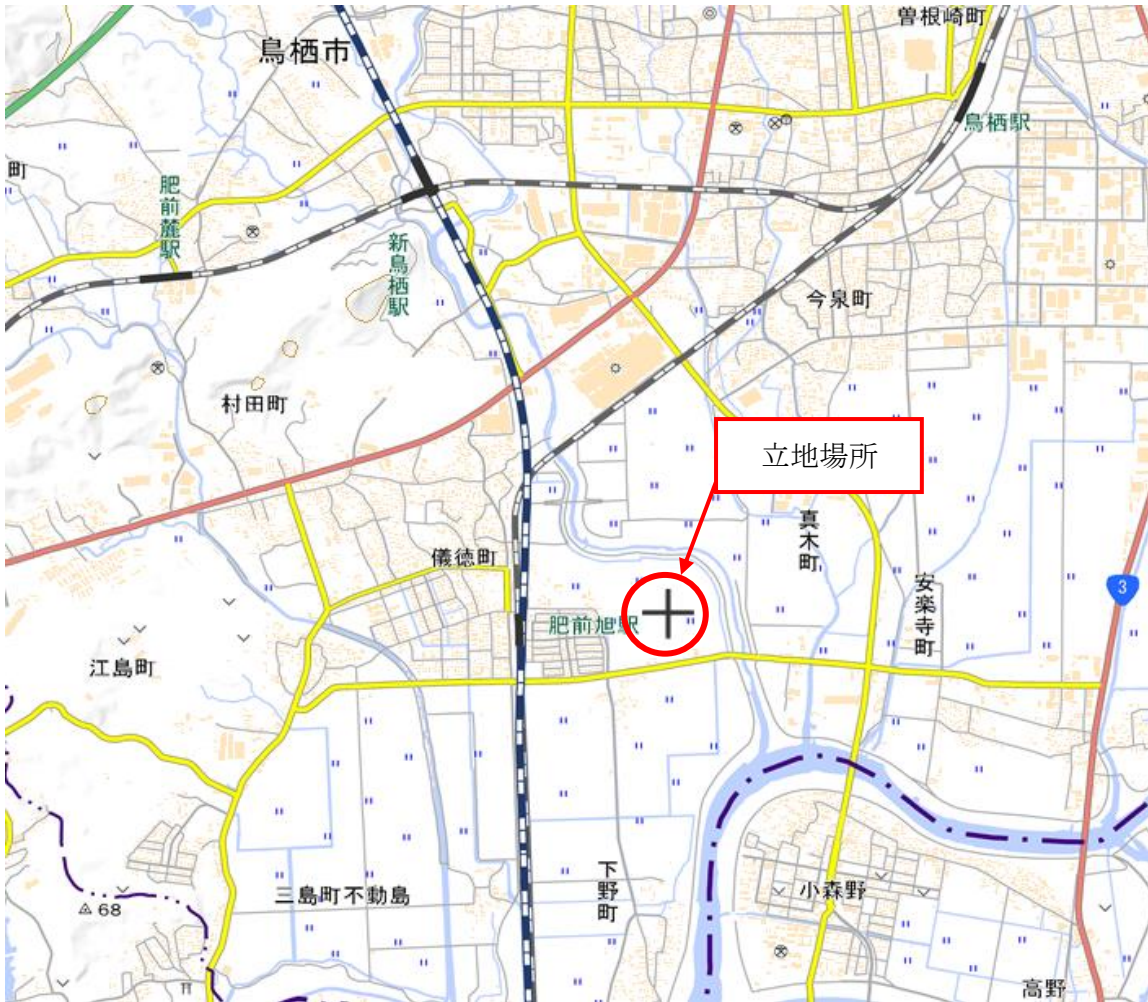 曽根崎町
鳥栖市
鳥栖駅
町
肥前麓駅
新鳥栖駅
今泉町
村田町
立地場所
真木町
儀徳町
安楽寺町
3
肥前旭駅
江島町
下野町
三島町不動島
小森野
68
高野